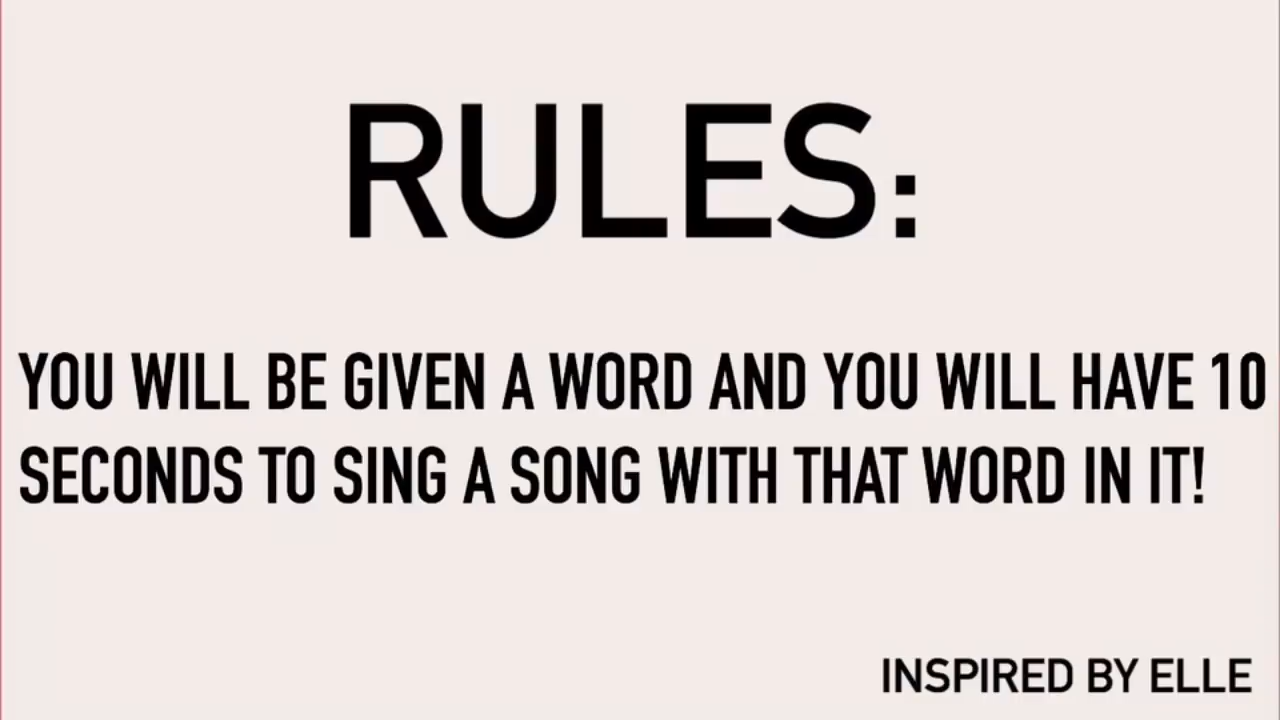 RULES:
YOU WILL BE GIVEN A WORD AND YOU WILL HAVE 10
SECONDS TO SING A SONG WITH THAT WORD IN IT!
INSPIRED BY ELLE